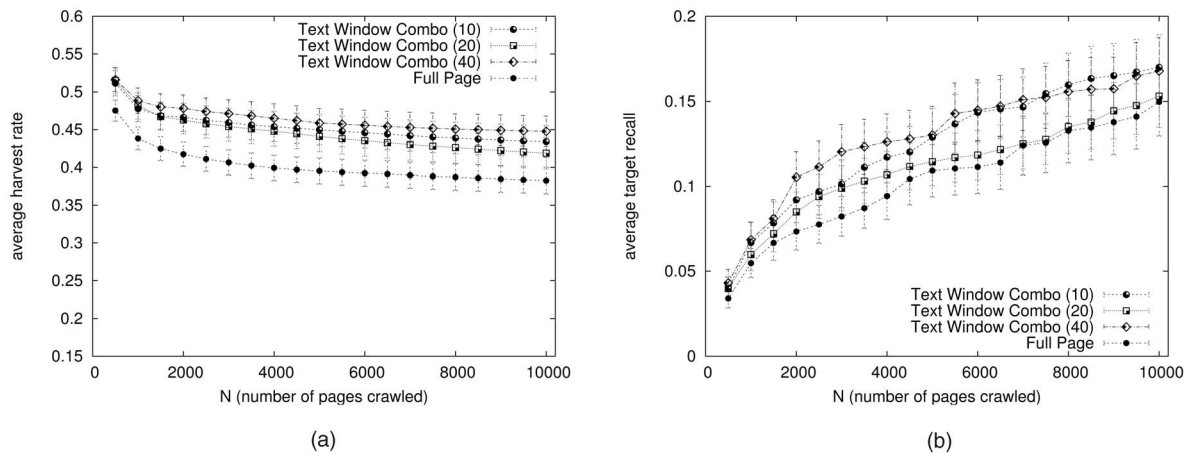 0.6
0.55
0.5
0.45
0.4
0.35
0.3
0.25
0.2
0.15
average harvest rate
Text Window Combo (10)
Text Window Combo (20)
Text Window Combo (40)
Full Page
0 2000 4000 6000 8000 10000
N (number of pages crawled)
(a)
0.2
0.15
0.1
0.05
0
average target recall
Text Window Combo (10)
Text Window Combo (20)
Text Window Combo (40)
Full Page
0 2000 4000 6000 8000 10000
N (number of pages crawled)
(b)